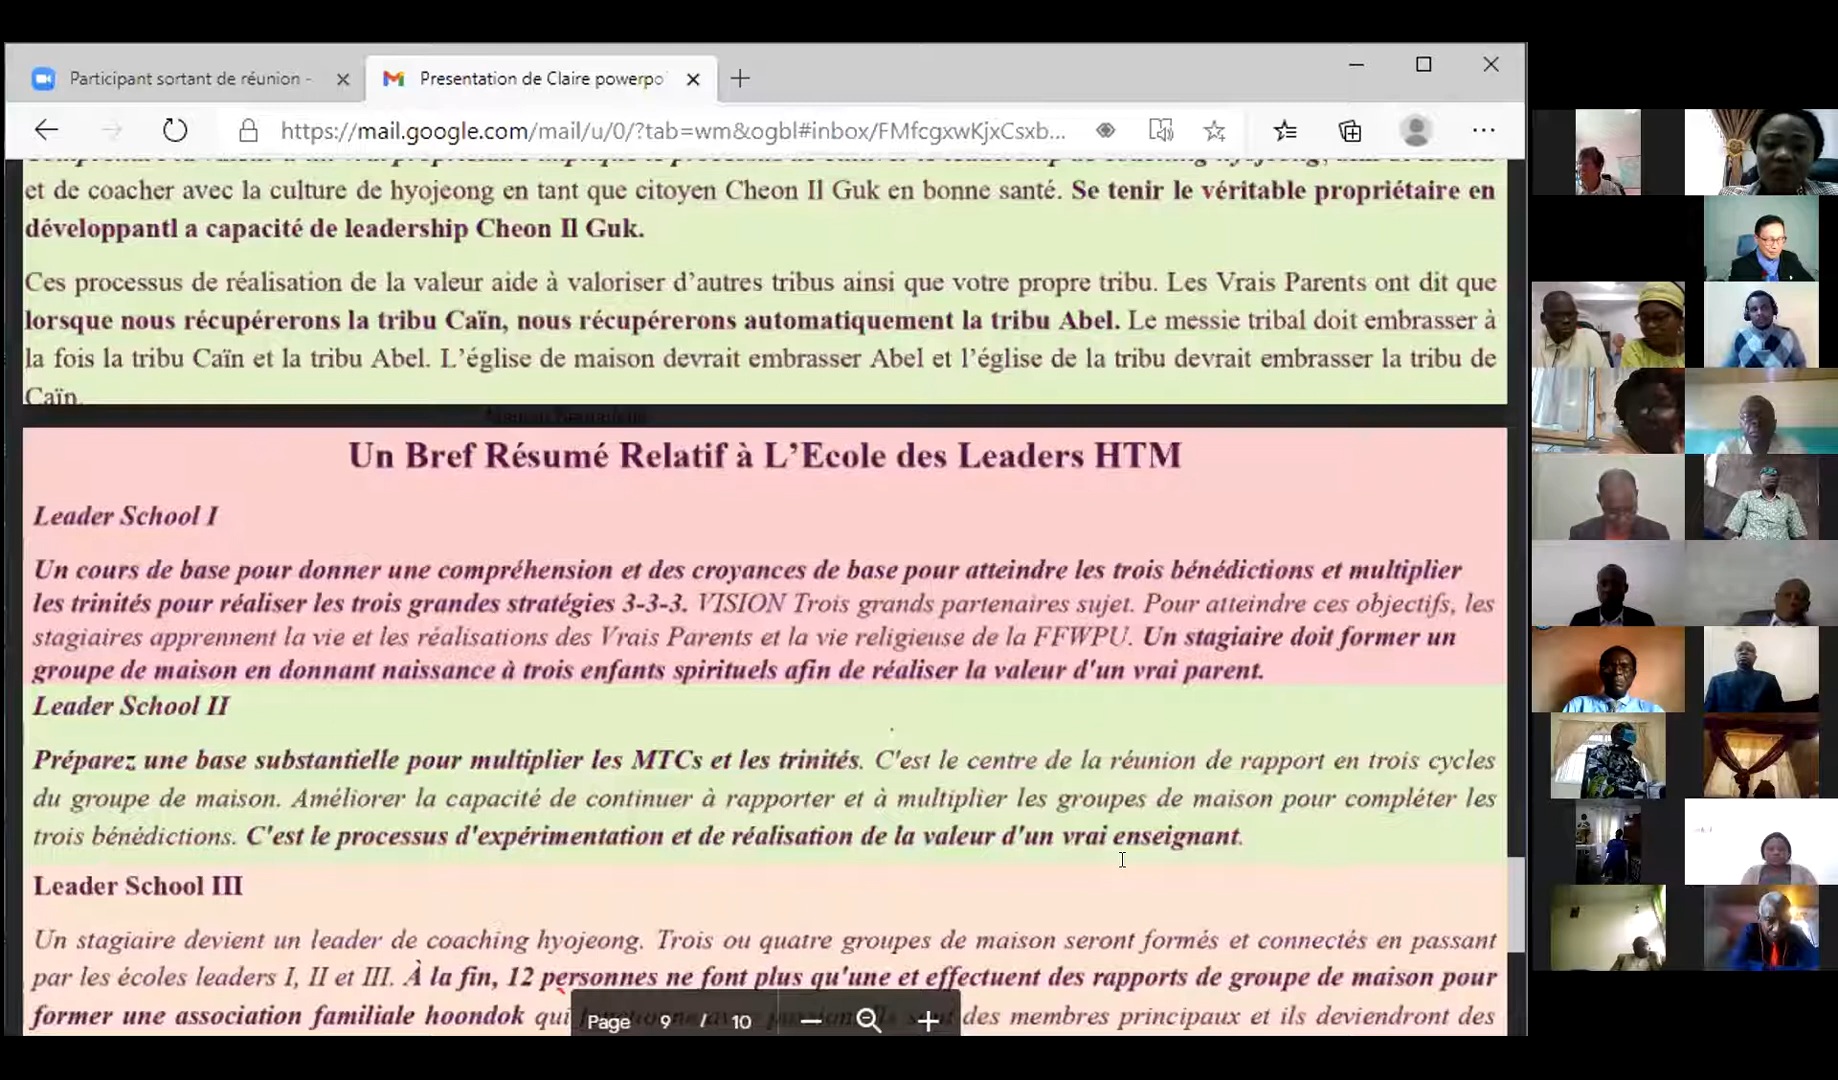 Participant sortant de réunion -
Presentation de Claire powerpo
https://mail.google.com/mail/u/0/?tab=wm&ogbl#inbox/FMfcgxwKjxCsxb...
et de coacher avec la culture de hyojeong en tant que citoyen Cheon Il Guk en bonne santé. Se tenir le véritable propriétaire en
développantl a capacité de leadership Cheon Il Guk.
Ces processus de réalisation de la valeur aide à valoriser d’autres tribus ainsi que votre propre tribu. Les Vrais Parents ont dit que
lorsque nous récupérerons la tribu Caïn, nous récupérerons automatiquement la tribu Abel. Le messie tribal doit embrasser à
la fois la tribu Caïn et la tribu Abel. L’église de maison devrait embrasser Abel et l’église de la tribu devrait embrasser la tribu de
Caïn.
Un Bref Résumé Relatif à L’Ecole des Leaders HTM
Leader School I
Un cours de base pour donner une compréhension et des croyances de base pour atteindre les trois bénédictions et multiplier
les trinités pour réaliser les trois grandes stratégies 3-3-3. VISION Trois grands partenaires sujet. Pour atteindre ces objectifs, les
stagiaires apprennent la vie et les réalisations des Vrais Parents et la vie religieuse de la FFWPU. Un stagiaire doit former un
groupe de maison en donnant naissance à trois enfants spirituels afin de réaliser la valeur d'un vrai parent.
Leader School II
Préparez une base substantielle pour multiplier les MTCs et les trinités. C'est le centre de la réunion de rapport en trois cycles
du groupe de maison. Améliorer la capacité de continuer à rapporter et à multiplier les groupes de maison pour compléter les
trois bénédictions. C'est le processus d'expérimentation et de réalisation de la valeur d'un vrai enseignant.
Leader School III
Un stagiaire devient un leader de coaching hyojeong. Trois ou quatre groupes de maison seront formés et connectés en passant
par les écoles leaders I, II et III. À la fin, 12 personnes ne font plus qu'une et effectuent des rapports de groupe de maison pour
former une association familiale hoondok qui des membres principaux et ils deviendront des
Page 9 / 10